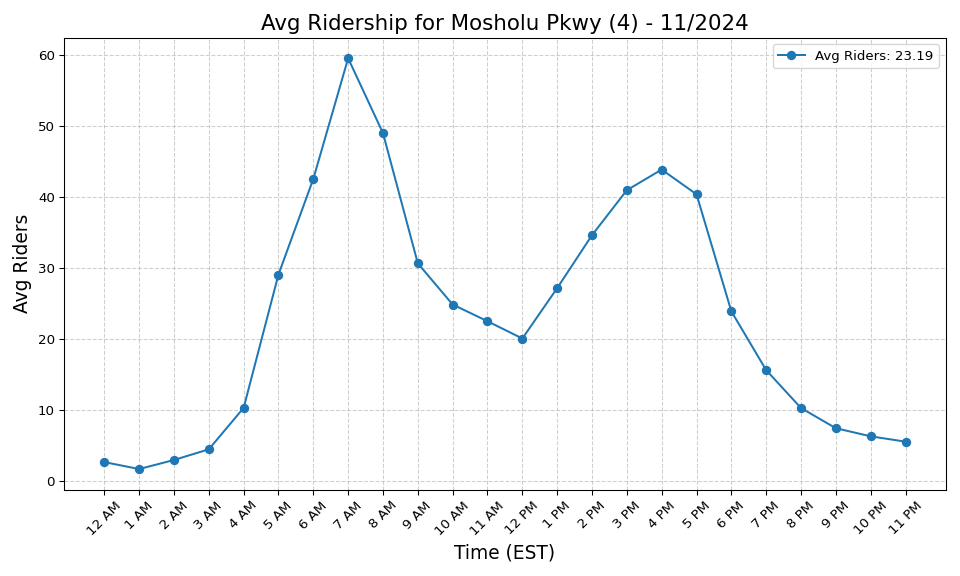 Avg Ridership for Mosholu Pkwy (4) - 11/2024
Avg Riders: 23.19
Avg Riders
60
50
40
30
20
10
0
12 AM
1 AM
2 AM
3 AM
4 AM
5 AM
6 AM
7 AM
8 AM
9 AM
10 AM
11 AM
12 PM
1 PM
2 PM
3 PM
4 PM
5 PM
6 PM
7 PM
8 PM
9 PM
10 PM
11 PM
Time (EST)